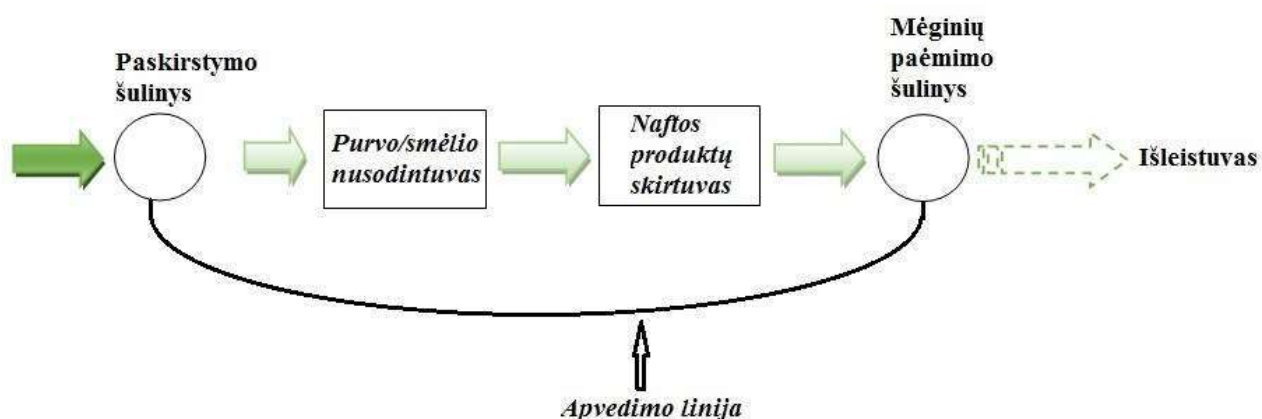 Paskirstymo
šulinys
Purvo/smėlio
nusodintuvas
Naftos
produktų
skirtuvas
Mėginių
paėmimo
šulinys
Išleistuvas
Apvedimo linija